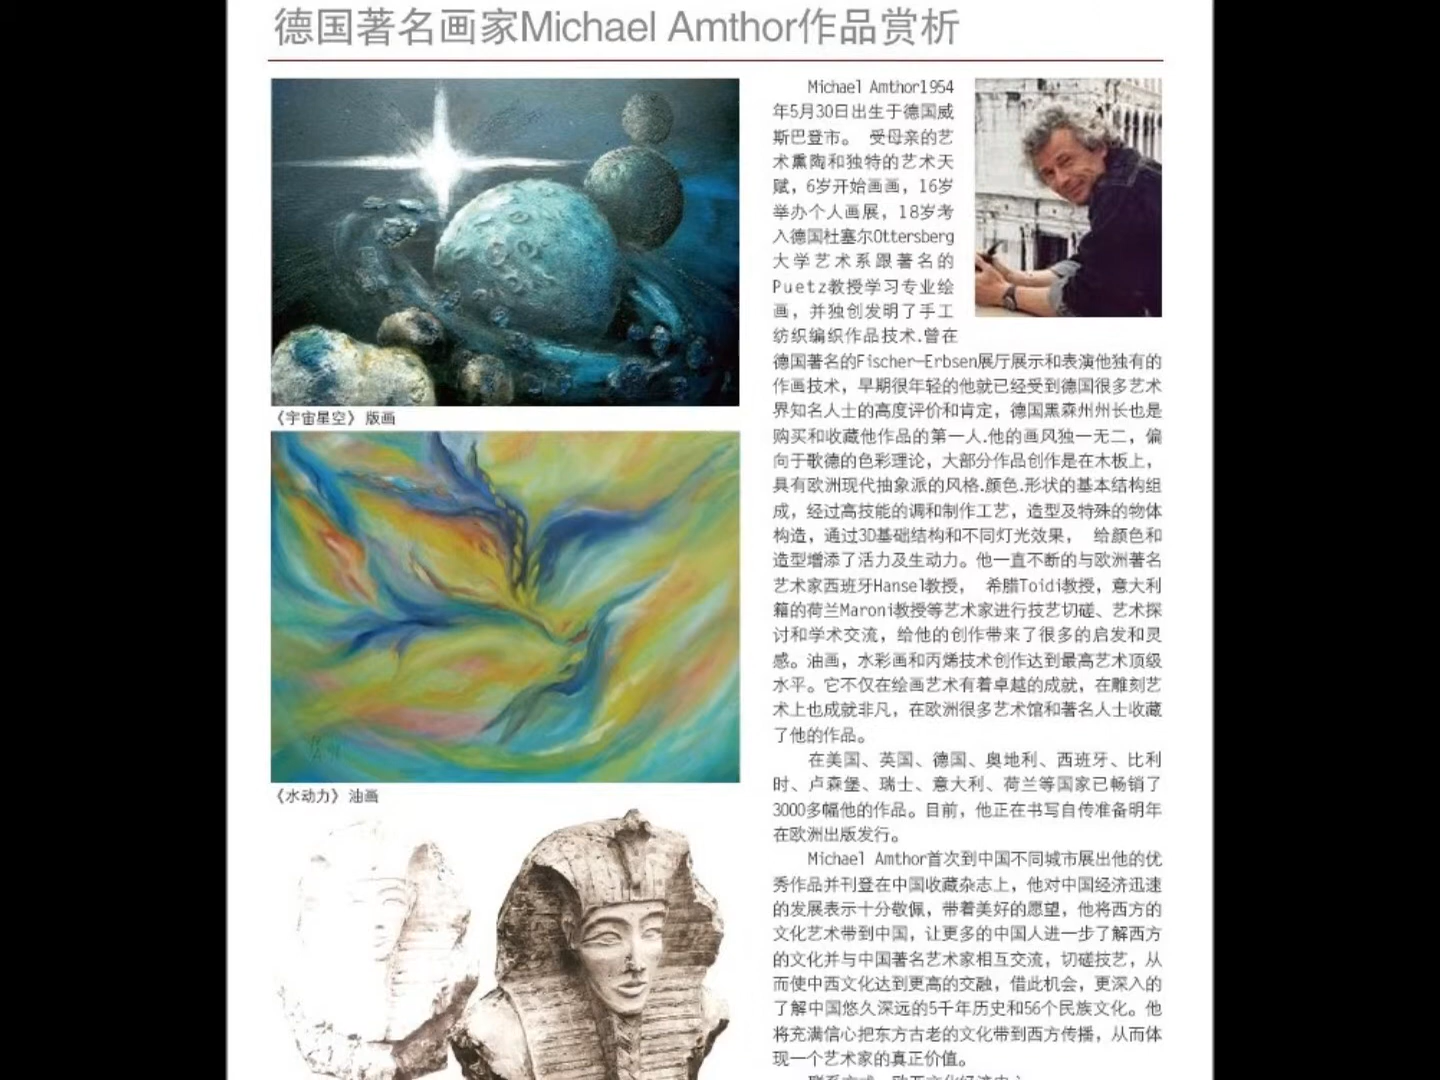 德国著名画家Michael Amthor作品赏析
Michael Amthor1954
年5月30日出生于德国威
斯巴登市。 受母亲的艺
术熏陶和独特的艺术天
赋，6岁开始画画，16岁
举办个人画展，18岁考
入德国杜塞尔Ottersberg
大学艺术系跟著名的
Puetz教授学习专业绘
画，并独创发明了手工
纺织编织作品技术.曾在
德国著名的Fischer—Erbsen展厅展示和表演他独有的
作画技术，早期很年轻的他就已经受到德国很多艺术
界知名人士的高度评价和肯定，德国黑森州州长也是
购买和收藏他作品的第一人.他的画风独一无二，偏
向于歌德的色彩理论，大部分作品创作是在木板上，
具有欧洲现代抽象派的风格.颜色.形状的基本结构组
成，经过高技能的调和制作工艺，造型及特殊的物体
构造，通过3D基础结构和不同灯光效果， 给颜色和
造型增添了活力及生动力。他一直不断的与欧洲著名
艺术家西班牙Hansel教授， 希腊Toidi教授，意大利
籍的荷兰Maroni教授等艺术家进行技艺切磋、艺术探
讨和学术交流，给他的创作带来了很多的启发和灵
感。油画，水彩画和丙烯技术创作达到最高艺术顶级
水平。它不仅在绘画艺术有着卓越的成就，在雕刻艺
术上也成就非凡，在欧洲很多艺术馆和著名人士收藏
了他的作品。
在美国、英国、德国、奥地利、西班牙、比利
时、卢森堡、瑞士、意大利、荷兰等国家已畅销了
3000多幅他的作品。目前，他正在书写自传准备明年
在欧洲出版发行。
Michael Amthor首次到中国不同城市展出他的优
秀作品并刊登在中国收藏杂志上，他对中国经济迅速
的发展表示十分敬佩，带着美好的愿望，他将西方的
文化艺术带到中国，让更多的中国人进一步了解西方
的文化并与中国著名艺术家相互交流，切磋技艺，从
而使中西文化达到更高的交融，借此机会，更深入的
了解中国悠久深远的5千年历史和56个民族文化。他
将充满信心把东方古老的文化带到西方传播，从而体
现一个艺术家的真正价值。
《宇宙星空》 版画
《水动力》 油画